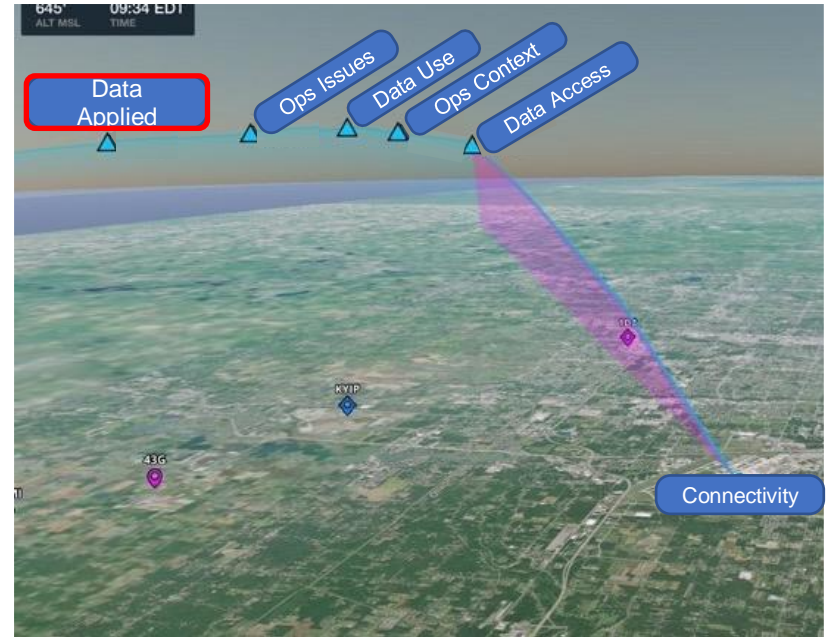 645' 09:34 EDT
ALT MSL TIME
Data
Applied
Ops Issues
Data Use
Ops Context
Data Access
KYIP
43G
Connectivity